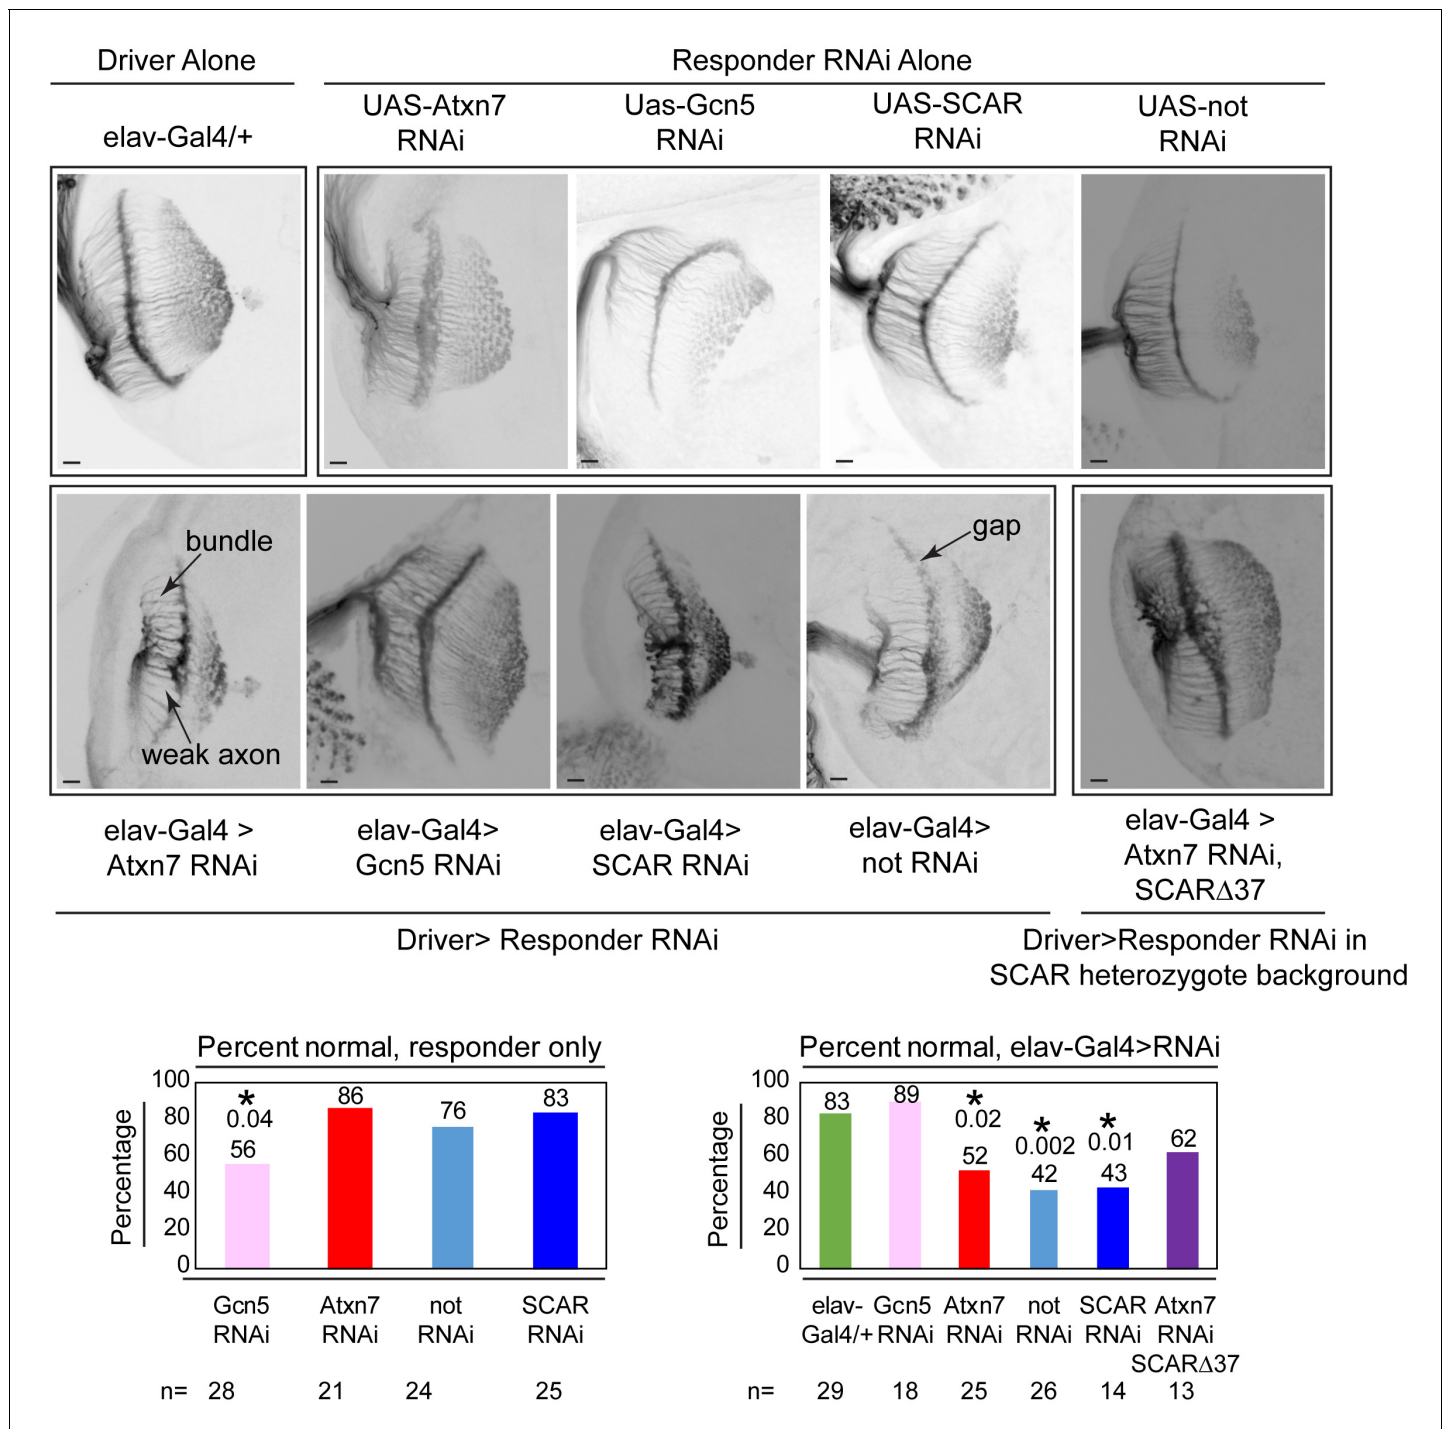 Driver Alone
Responder RNAi Alone
elav-Gal4/+
UAS-Atxn7
RNAi
Uas-Gcn5
RNAi
UAS-SCAR
RNAi
UAS-not
RNAi
bundle
weak axon
gap
elav-Gal4 >
Atxn7 RNAi
elav-Gal4>
Gcn5 RNAi
elav-Gal4>
SCAR RNAi
elav-Gal4>
not RNAi
elav-Gal4 >
Atxn7 RNAi,
SCARΔ37
Driver> Responder RNAi
Driver>Responder RNAi in
SCAR heterozygote background
Percent normal, responder only
Percentage
100
80
60
40
20
0
*
0.04
56
86
76
83
Gcn5
RNAi
Atxn7
RNAi
not
RNAi
SCAR
RNAi
n= 28 21 24 25
Percent normal, elav-Gal4>RNAi
Percentage
100
80
60
40
20
0
83
89
*
0.02
52
*
0.002
42
*
0.01
43
62
elav-
Gal4/+
Gcn5
RNAi
Atxn7
RNAi
not
RNAi
SCAR
RNAi
Atxn7
RNAi
SCARΔ37
n= 29 18 25 26 14 13